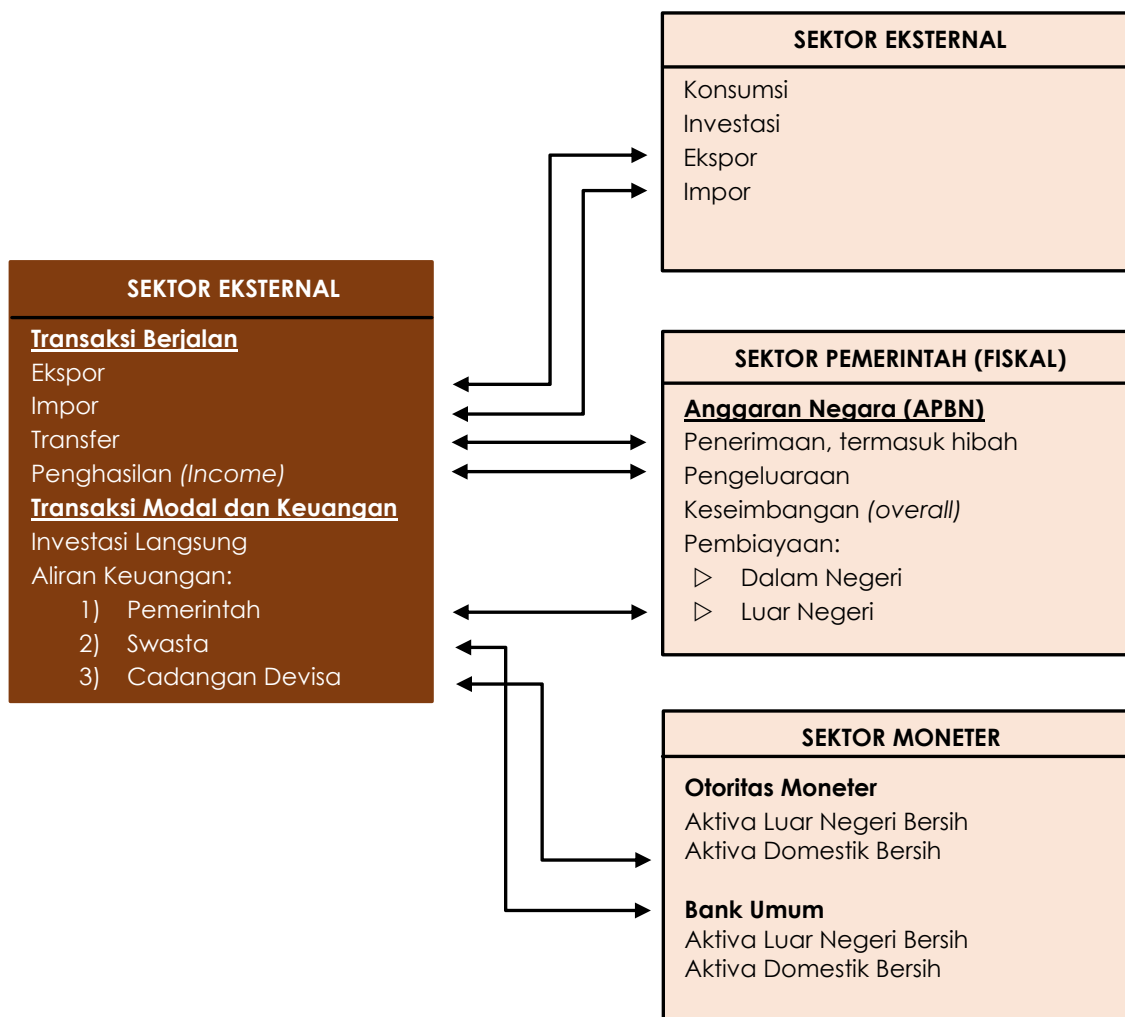 SEKTOR EKSTERNAL
Konsumsi
Investasi
Ekspor
Impor
SEKTOR EKSTERNAL
Transaksi Berjalan
Ekspor
Impor
Transfer
Penghasilan (Income)
Transaksi Modal dan Keuangan
Investasi Langsung
Aliran Keuangan:
1) Pemerintah
2) Swasta
3) Cadangan Devisa
SEKTOR PEMERINTAH (FISKAL)
Anggaran Negara (APBN)
Penerimaan, termasuk hibah
Pengeluaraan
Keseimbangan (overall)
Pembiayaan:
▷ Dalam Negeri
▷ Luar Negeri
SEKTOR MONETER
Otoritas Moneter
Aktiva Luar Negeri Bersih
Aktiva Domestik Bersih
Bank Umum
Aktiva Luar Negeri Bersih
Aktiva Domestik Bersih